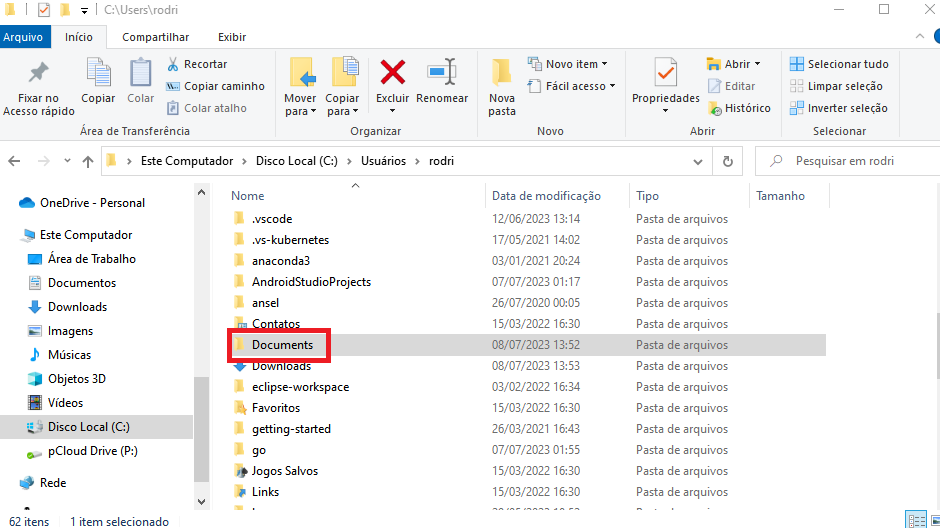 C:\Users\rodri
Arquivo Início Compartilhar Exibir
Fixar no Acesso rápido
Copiar
Colar
Recortar
Copiar caminho
Colar atalho
Área de Transferência
Mover para
Copiar para
Excluir
Renomear
Organizar
Nova pasta
Novo item
Fácil acesso
Novo
Propriedades
Abrir
Editar
Histórico
Abrir
Selecionar tudo
Limpar seleção
Inverter seleção
Selecionar
Este Computador > Disco Local (C:) > Usuários > rodri
Pesquisar em rodri
OneDrive - Personal
Este Computador
Área de Trabalho
Documentos
Downloads
Imagens
Músicas
Objetos 3D
Vídeos
Disco Local (C:)
pCloud Drive (P:)
Rede
Nome Data de modificação Tipo Tamanho
.vscode 12/06/2023 13:14 Pasta de arquivos
.vs-kubernetes 17/05/2021 14:02 Pasta de arquivos
anaconda3 03/01/2021 20:24 Pasta de arquivos
AndroidStudioProjects 07/07/2023 01:17 Pasta de arquivos
ansel 26/07/2020 00:05 Pasta de arquivos
Contatos 15/03/2022 16:30 Pasta de arquivos
Documents 08/07/2023 13:52 Pasta de arquivos
Downloads 08/07/2023 13:53 Pasta de arquivos
eclipse-workspace 03/02/2022 16:34 Pasta de arquivos
Favoritos 15/03/2022 16:30 Pasta de arquivos
getting-started 26/03/2021 16:43 Pasta de arquivos
go 07/07/2023 01:55 Pasta de arquivos
Jogos Salvos 15/03/2022 16:30 Pasta de arquivos
Links 15/03/2022 16:30 Pasta de arquivos
62 itens 1 item selecionado